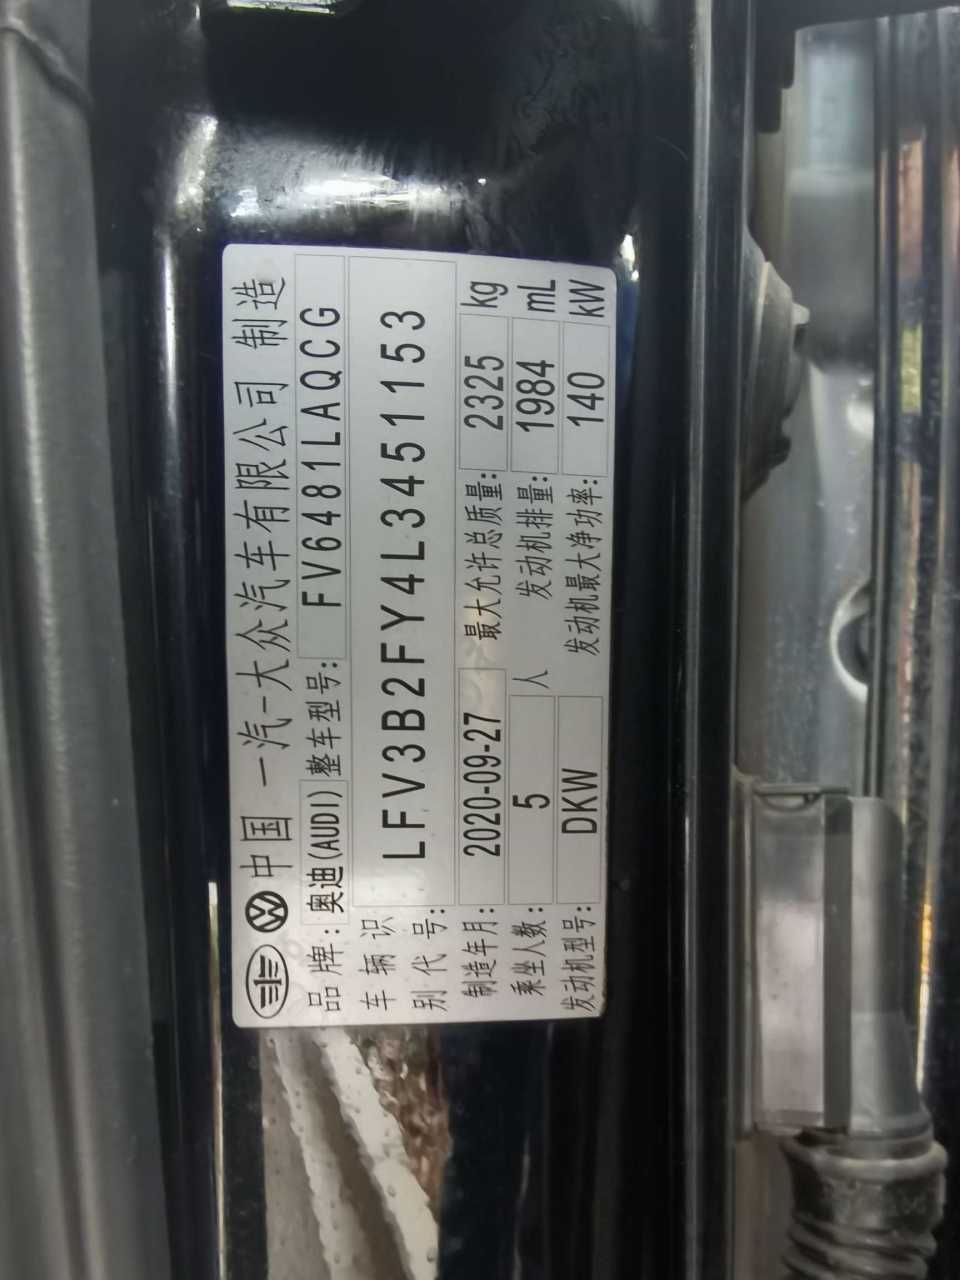 中国 一汽-大众汽车有限公司 制造
品牌: 奥迪(AUDI) 整车型号: FV6481LAQCG
车辆识别代号: LFV3B2FY4L3451153
制造年月: 2020-09-27 最大允许总质量: 2325 kg
乘坐人数: 5 人 发动机排量: 1984 mL
发动机型号: DKW 发动机最大净功率: 140 kW